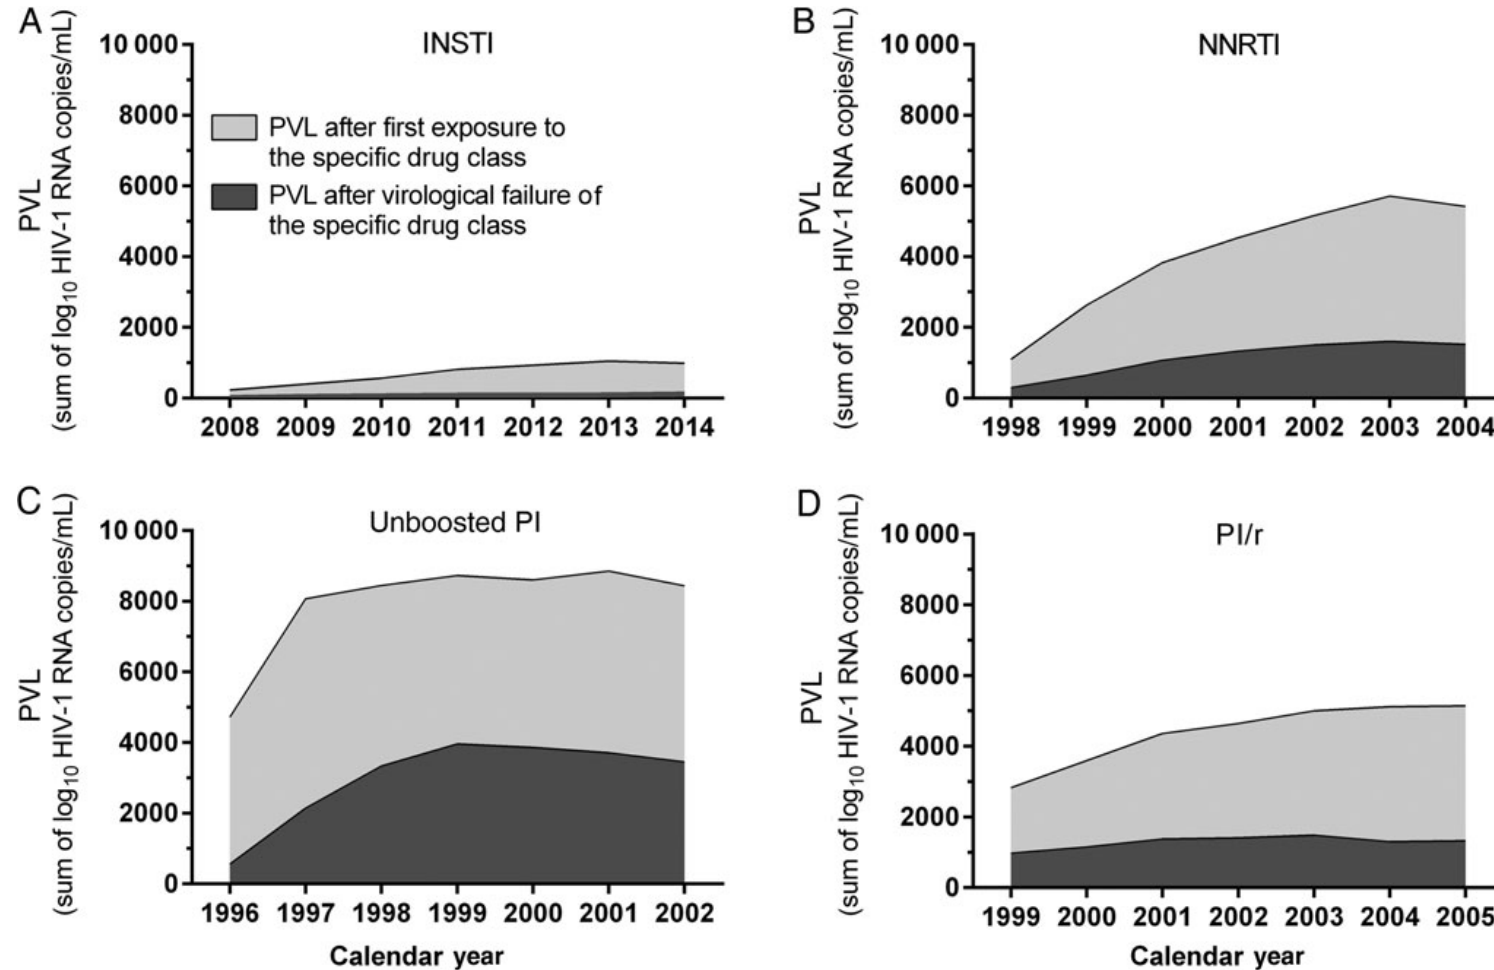 A
INSTI
PVL
(sum of log10 HIV-1 RNA copies/mL)
10 000
8000
6000
4000
2000
0
PVL after first exposure to
the specific drug class
PVL after virological failure of
the specific drug class
2008 2009 2010 2011 2012 2013 2014
B
NNRTI
PVL
(sum of log10 HIV-1 RNA copies/mL)
10 000
8000
6000
4000
2000
0
1998 1999 2000 2001 2002 2003 2004
C
Unboosted PI
PVL
(sum of log10 HIV-1 RNA copies/mL)
10 000
8000
6000
4000
2000
0
1996 1997 1998 1999 2000 2001 2002
Calendar year
D
PI/r
PVL
(sum of log10 HIV-1 RNA copies/mL)
10 000
8000
6000
4000
2000
0
1999 2000 2001 2002 2003 2004 2005
Calendar year